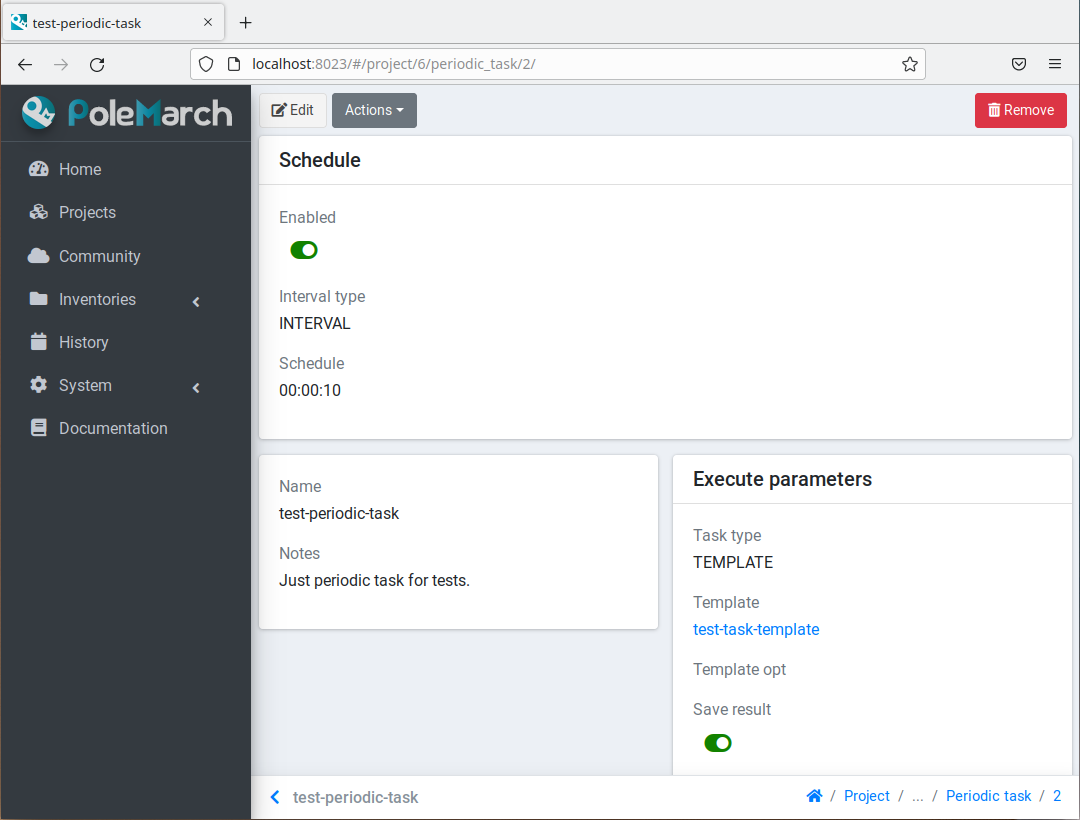 test-periodic-task
localhost:8023/#/project/6/periodic_task/2/
PoleMarch
Home
Projects
Community
Inventories
History
System
Documentation
Edit
Actions
Remove
Schedule
Enabled
Interval type
INTERVAL
Schedule
00:00:10
Name
test-periodic-task
Notes
Just periodic task for tests.
Execute parameters
Task type
TEMPLATE
Template
test-task-template
Template opt
Save result
test-periodic-task
/ Project / ... / Periodic task / 2